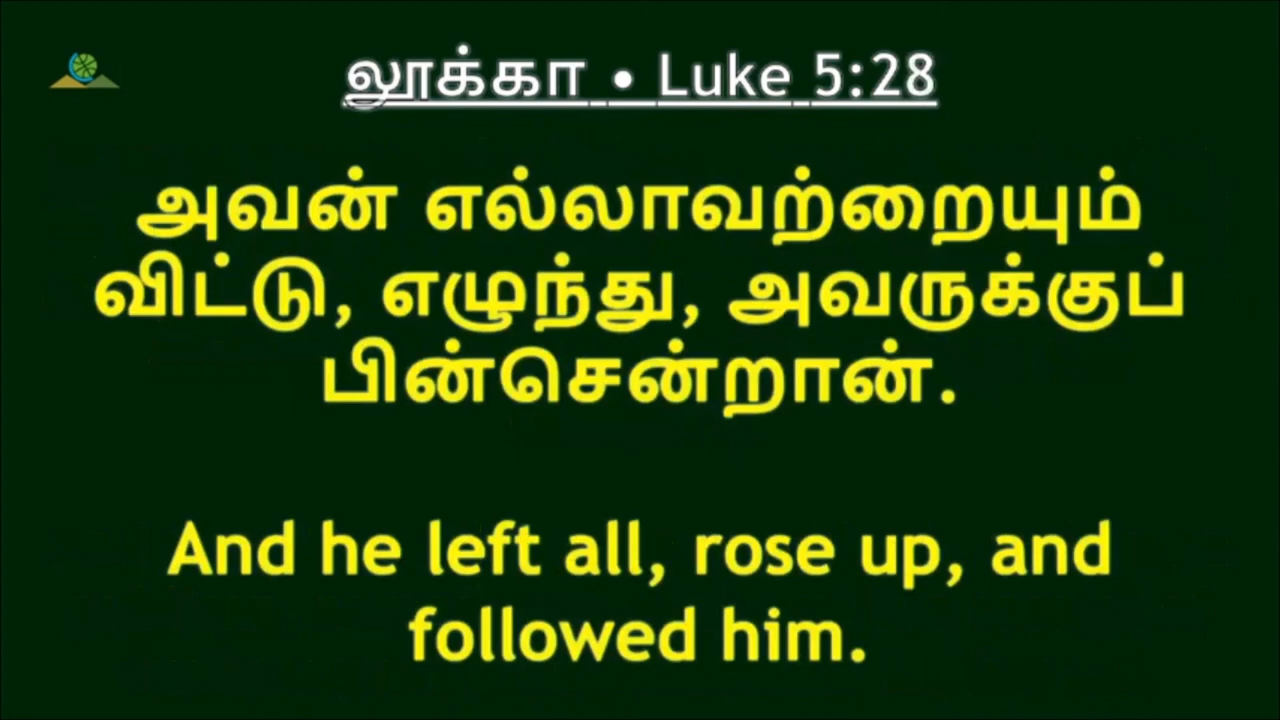 லூக்கா • Luke 5:28
அவன் எல்லாவற்றையும்
விட்டு, எழுந்து, அவருக்குப்
பின்சென்றான்.
And he left all, rose up, and
followed him.